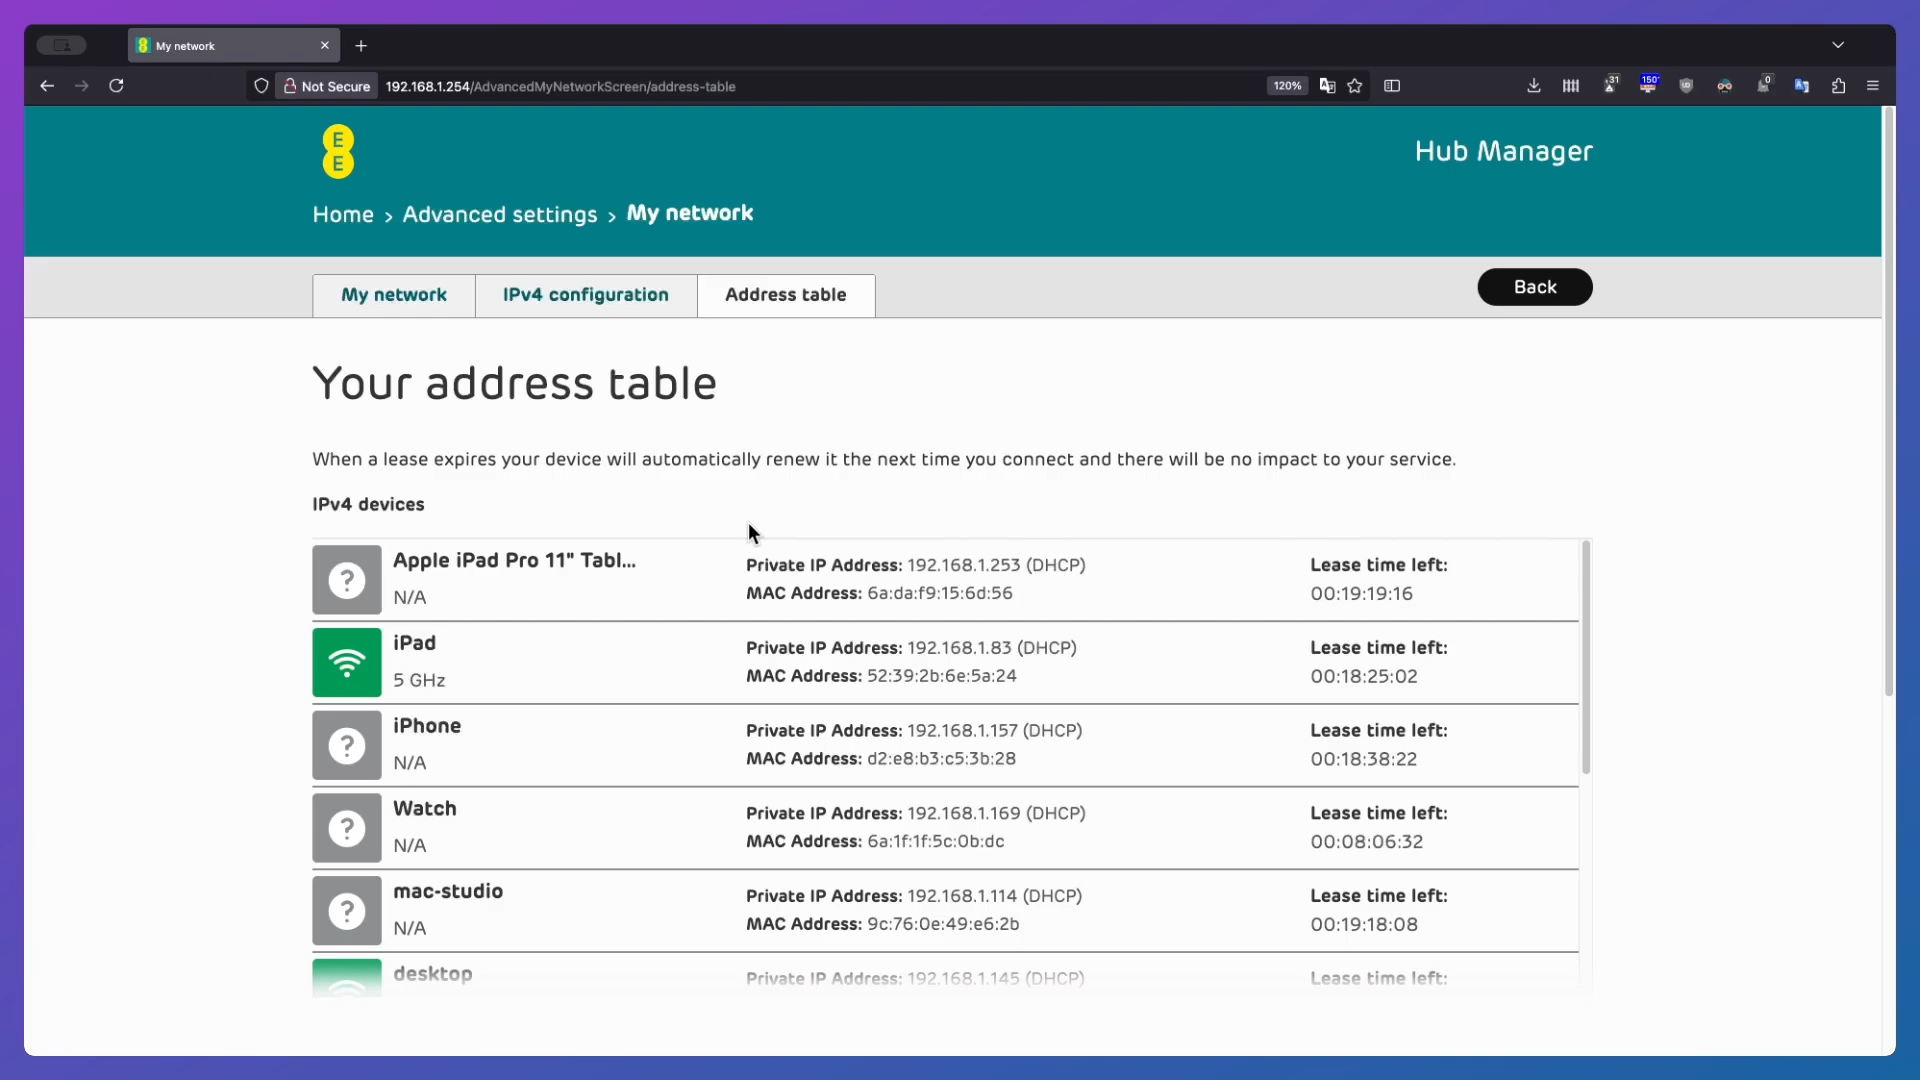 My network
Not Secure 192.168.1.254/AdvancedMyNetworkScreen/address-table 120% 31 150 0
E
E
Hub Manager
Home > Advanced settings > My network
My network IPv4 configuration Address table Back
Your address table
When a lease expires your device will automatically renew it the next time you connect and there will be no impact to your service.
IPv4 devices
Apple iPad Pro 11" Tabl... Private IP Address: 192.168.1.253 (DHCP) Lease time left:
N/A MAC Address: 6a:da:f9:15:6d:56 00:19:19:16
iPad Private IP Address: 192.168.1.83 (DHCP) Lease time left:
5 GHz MAC Address: 52:39:2b:6e:5a:24 00:18:25:02
iPhone Private IP Address: 192.168.1.157 (DHCP) Lease time left:
N/A MAC Address: d2:e8:b3:c5:3b:28 00:18:38:22
Watch Private IP Address: 192.168.1.169 (DHCP) Lease time left:
N/A MAC Address: 6a:1f:1f:5c:0b:dc 00:08:06:32
mac-studio Private IP Address: 192.168.1.114 (DHCP) Lease time left:
N/A MAC Address: 9c:76:0e:49:e6:2b 00:19:18:08
desktop Private IP Address: 192.168.1.145 (DHCP) Lease time left: